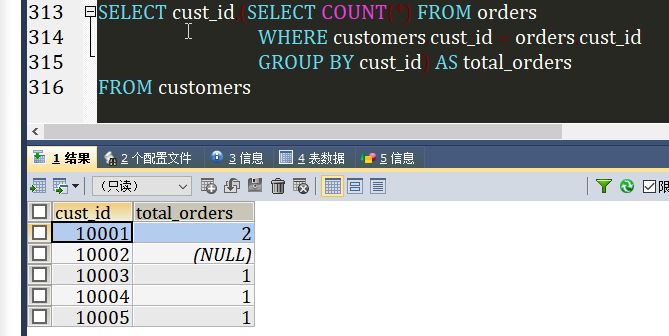 313 SELECT cust_id (SELECT COUNT(*) FROM orders
314 WHERE customers cust_id = orders cust_id
315 GROUP BY cust_id) AS total_orders
316 FROM customers
1 结果 2 个配置文件 3 信息 4 表数据 5 信息
(只读) 限
cust_id total_orders
10001 2
10002 (NULL)
10003 1
10004 1
10005 1